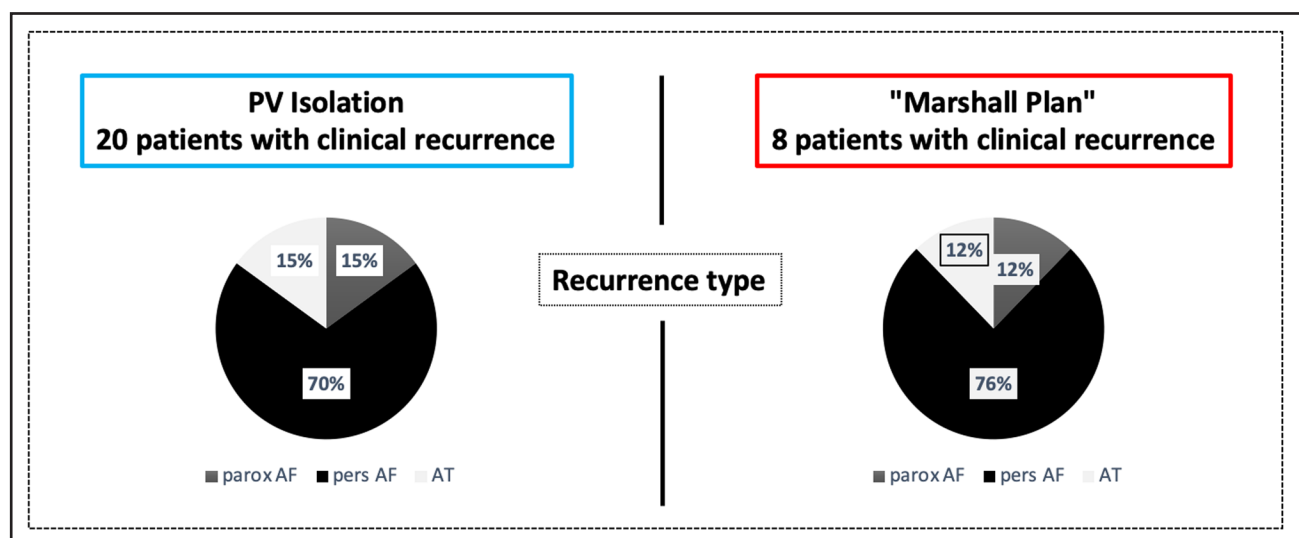 PV Isolation
20 patients with clinical recurrence
"Marshall Plan"
8 patients with clinical recurrence
Recurrence type
15%
15%
70%
parox AF pers AF AT
12%
12%
76%
parox AF pers AF AT